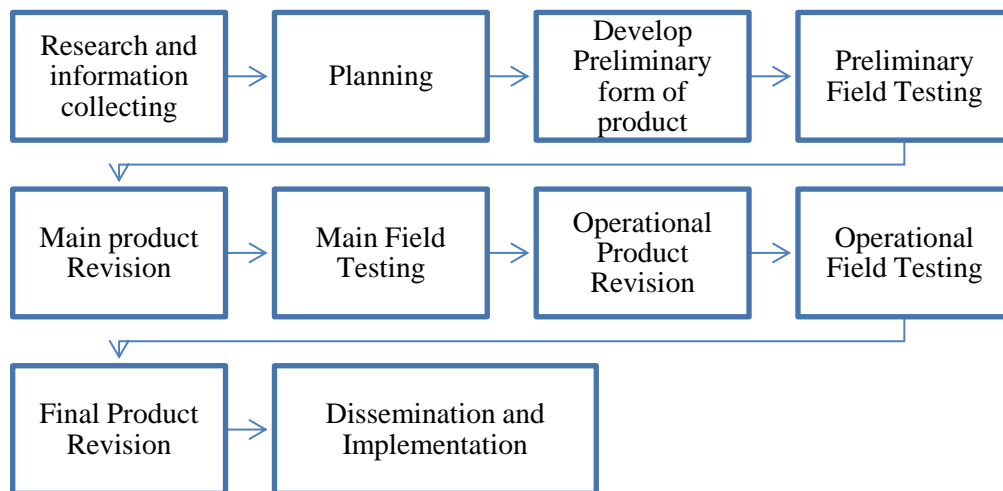 Research and
information
collecting
Planning
Develop
Preliminary
form of
product
Preliminary
Field Testing
Main product
Revision
Main Field
Testing
Operational
Product
Revision
Operational
Field Testing
Final Product
Revision
Dissemination and
Implementation